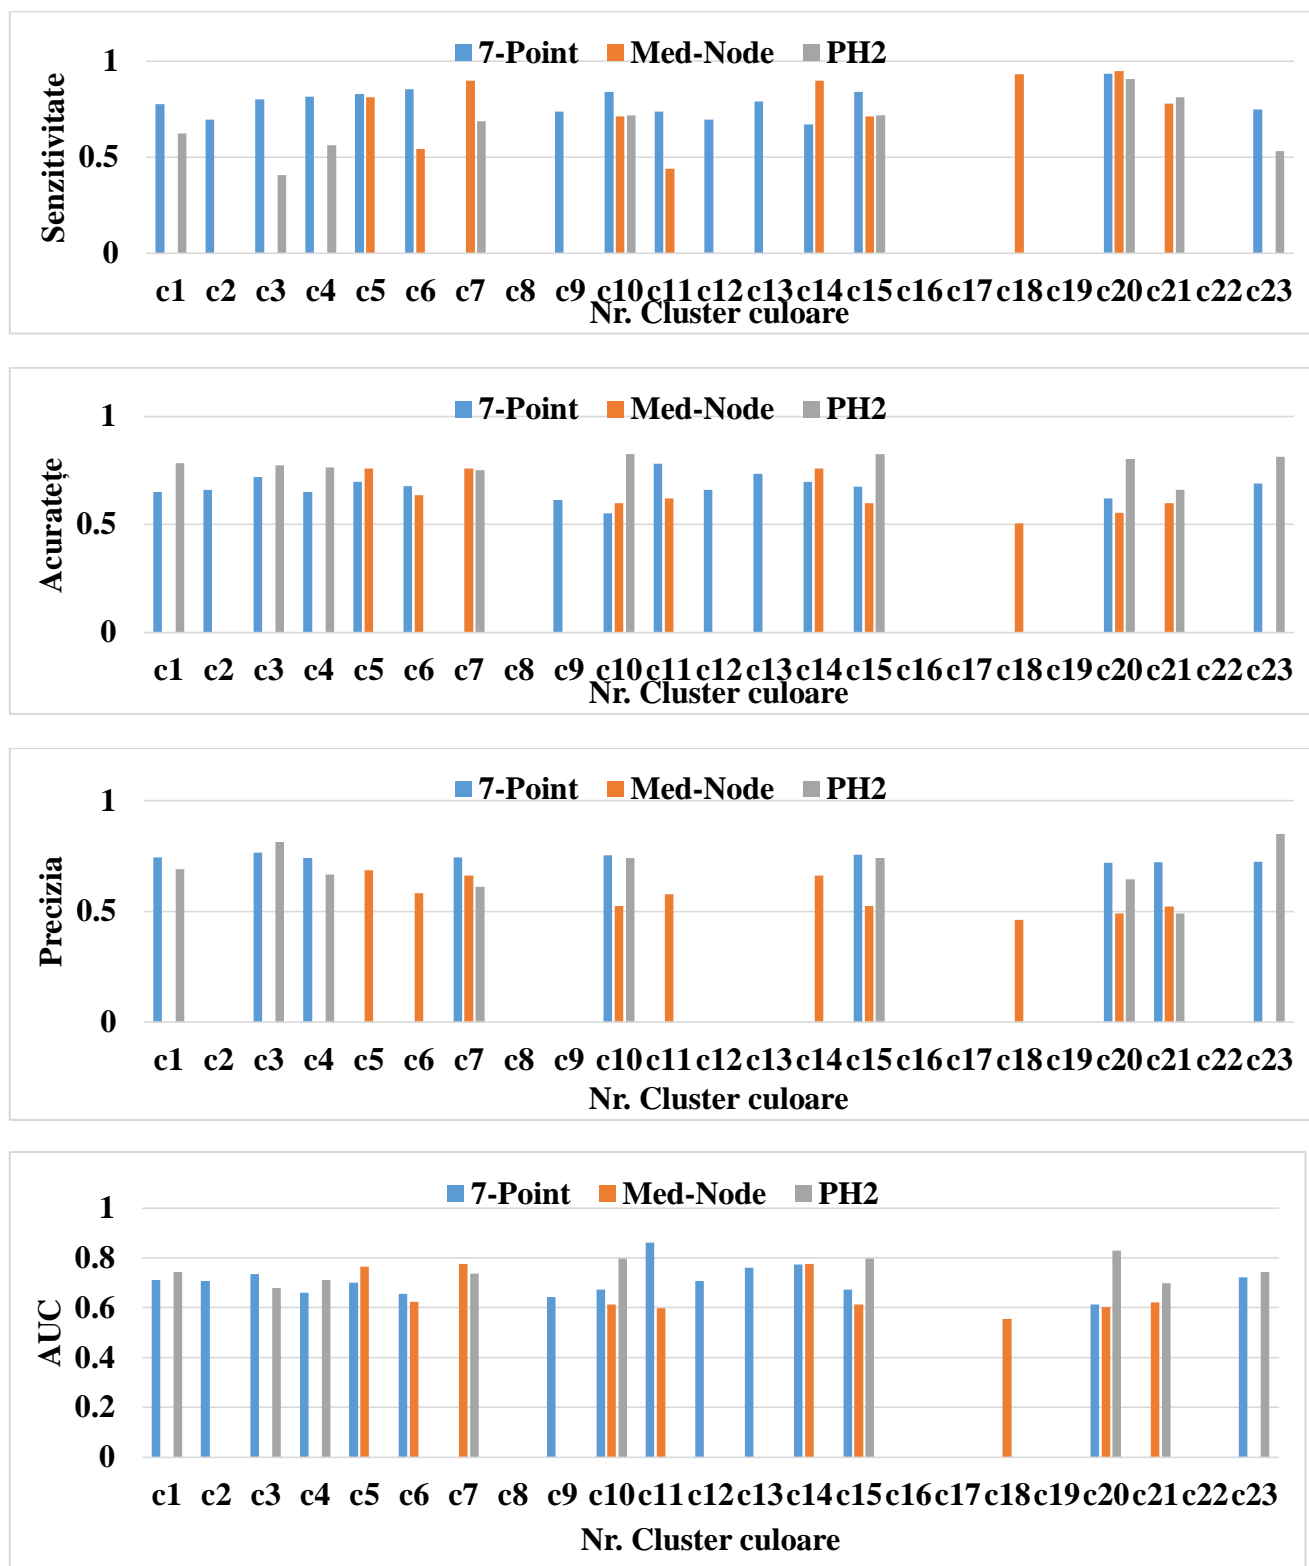 7-Point Med-Node PH2
1
0.5
0
Senzitivitate
c1 c2 c3 c4 c5 c6 c7 c8 c9 c10 c11 c12 c13 c14 c15 c16 c17 c18 c19 c20 c21 c22 c23
Nr. Cluster culoare
7-Point Med-Node PH2
1
0.5
0
Acuratețe
c1 c2 c3 c4 c5 c6 c7 c8 c9 c10 c11 c12 c13 c14 c15 c16 c17 c18 c19 c20 c21 c22 c23
Nr. Cluster culoare
7-Point Med-Node PH2
1
0.5
0
Precizia
c1 c2 c3 c4 c5 c6 c7 c8 c9 c10 c11 c12 c13 c14 c15 c16 c17 c18 c19 c20 c21 c22 c23
Nr. Cluster culoare
7-Point Med-Node PH2
1
0.8
0.6
0.4
0.2
0
AUC
c1 c2 c3 c4 c5 c6 c7 c8 c9 c10 c11 c12 c13 c14 c15 c16 c17 c18 c19 c20 c21 c22 c23
Nr. Cluster culoare